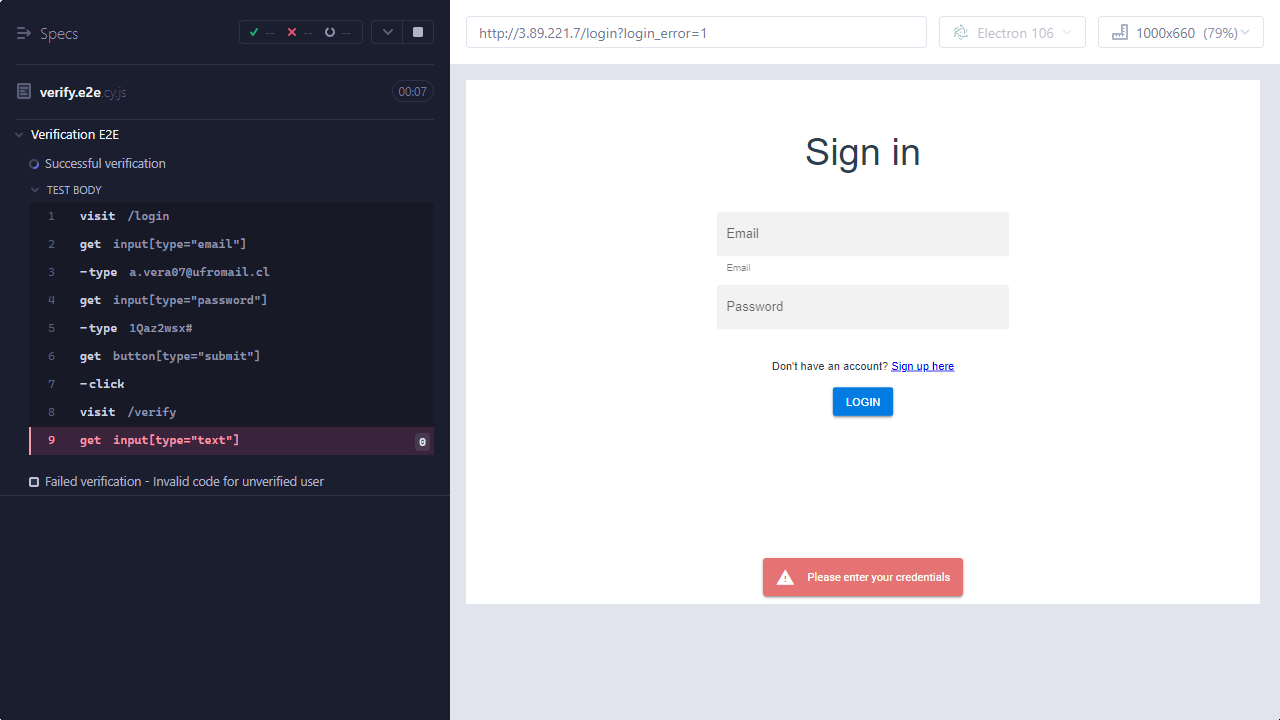 Specs
-- -- --
verify.e2e.cy.js 00:07
Verification E2E
Successful verification
TEST BODY
1 visit /login
2 get input[type="email"]
3 -type a.vera07@ufromail.cl
4 get input[type="password"]
5 -type 1Qaz2wsx#
6 get button[type="submit"]
7 -click
8 visit /verify
9 get input[type="text"] 0
Failed verification - Invalid code for unverified user
http://3.89.221.7/login?login_error=1
Electron 106
1000x660 (79%)
Sign in
Email
Email
Password
Don't have an account? Sign up here
LOGIN
Please enter your credentials